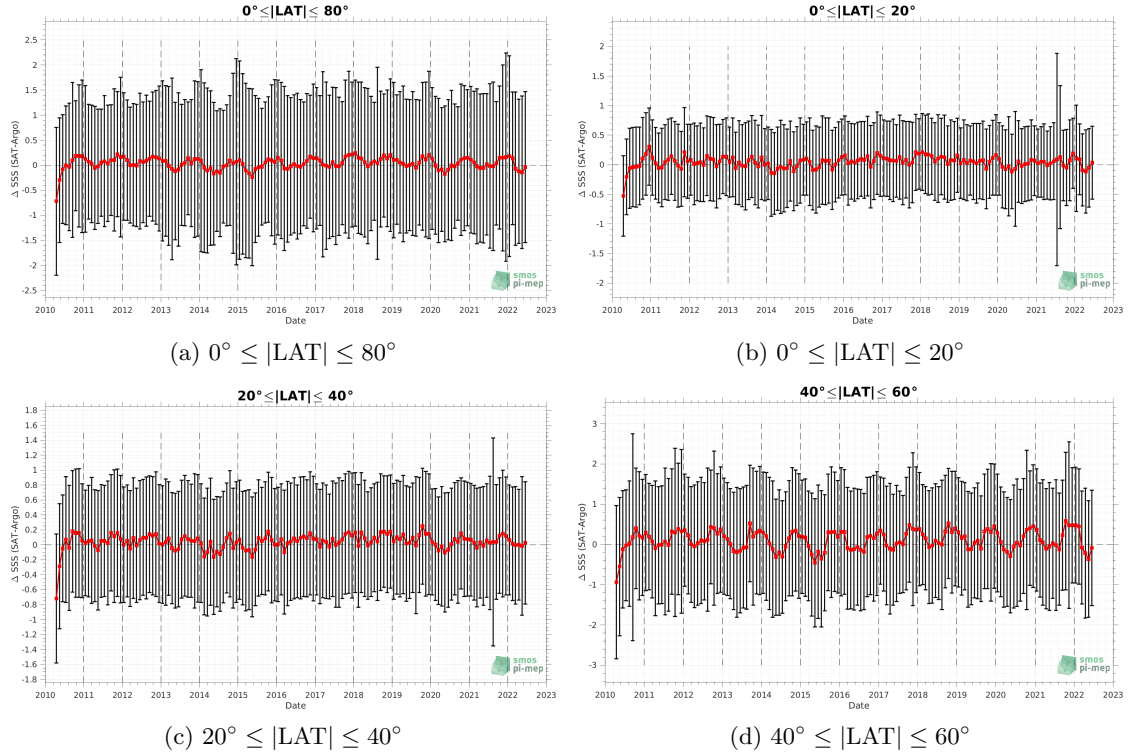 0°≤|LAT|≤ 80°
2.5
2
1.5
1
0.5
0
-0.5
-1
-1.5
-2
-2.5
Δ SSS (SAT-Argo)
2010 2011 2012 2013 2014 2015 2016 2017 2018 2019 2020 2021 2022 2023
Date
smos
pi-mep
(a) 0° ≤ |LAT| ≤ 80°
0°≤|LAT|≤ 20°
2
1.5
1
0.5
0
-0.5
-1
-1.5
-2
Δ SSS (SAT-Argo)
2010 2011 2012 2013 2014 2015 2016 2017 2018 2019 2020 2021 2022 2023
Date
smos
pi-mep
(b) 0° ≤ |LAT| ≤ 20°
20°≤|LAT|≤ 40°
1.8
1.6
1.4
1.2
1
0.8
0.6
0.4
0.2
0
-0.2
-0.4
-0.6
-0.8
-1
-1.2
-1.4
-1.6
-1.8
Δ SSS (SAT-Argo)
2010 2011 2012 2013 2014 2015 2016 2017 2018 2019 2020 2021 2022 2023
Date
smos
pi-mep
(c) 20° ≤ |LAT| ≤ 40°
40°≤|LAT|≤ 60°
3
2
1
0
-1
-2
-3
Δ SSS (SAT-Argo)
2010 2011 2012 2013 2014 2015 2016 2017 2018 2019 2020 2021 2022 2023
Date
smos
pi-mep
(d) 40° ≤ |LAT| ≤ 60°